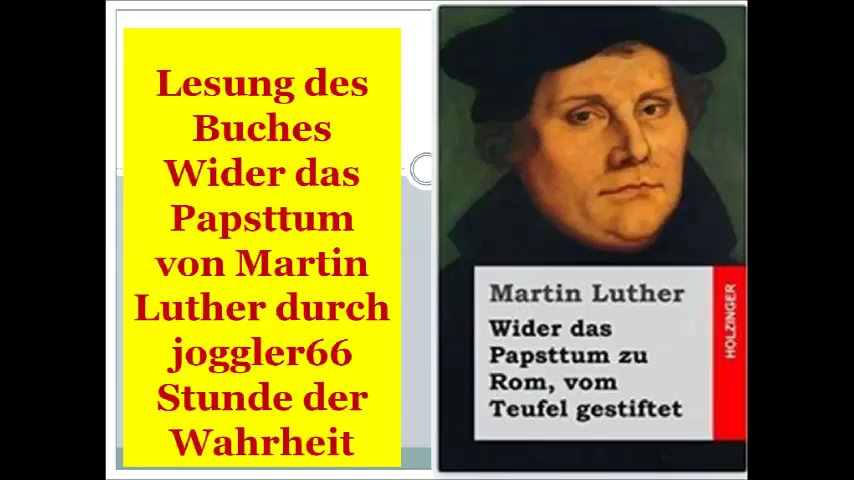 Lesung des
Buches
Wider das
Papsttum
von Martin
Luther durch
joggler66
Stunde der
Wahrheit
Martin Luther
Wider das
Papsttum zu
Rom, vom
Teufel gestiftet
HOLZINGER